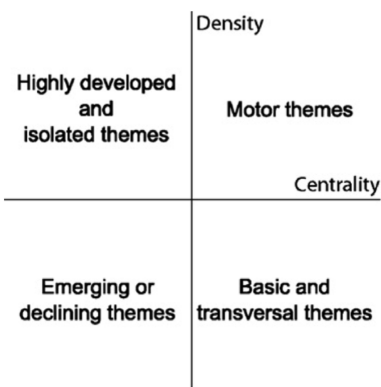 Density
Highly developed
and
isolated themes
Motor themes
Centrality
Emerging or
declining themes
Basic and
transversal themes